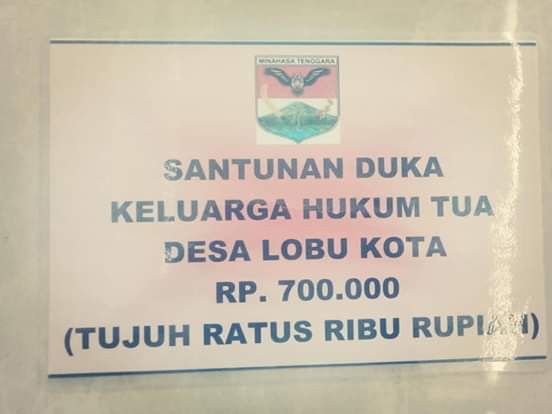 MINAHASA TENGGARA
SANTUNAN DUKA
KELUARGA HUKUM TUA
DESA LOBU KOTA
RP. 700.000
(TUJUH RATUS RIBU RUPIAH)